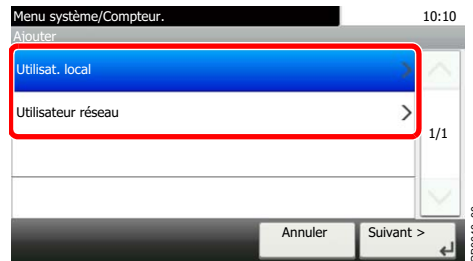 Menu système/Compteur.
10:10
Ajouter
Utilisat. local
Utilisateur réseau
1/1
Annuler
Suivant >